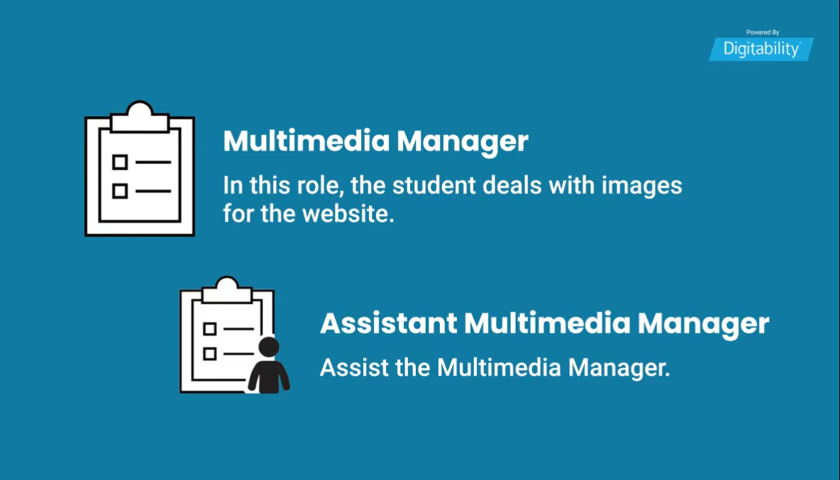 Powered By
Digitability
Multimedia Manager
In this role, the student deals with images
for the website.
Assistant Multimedia Manager
Assist the Multimedia Manager.